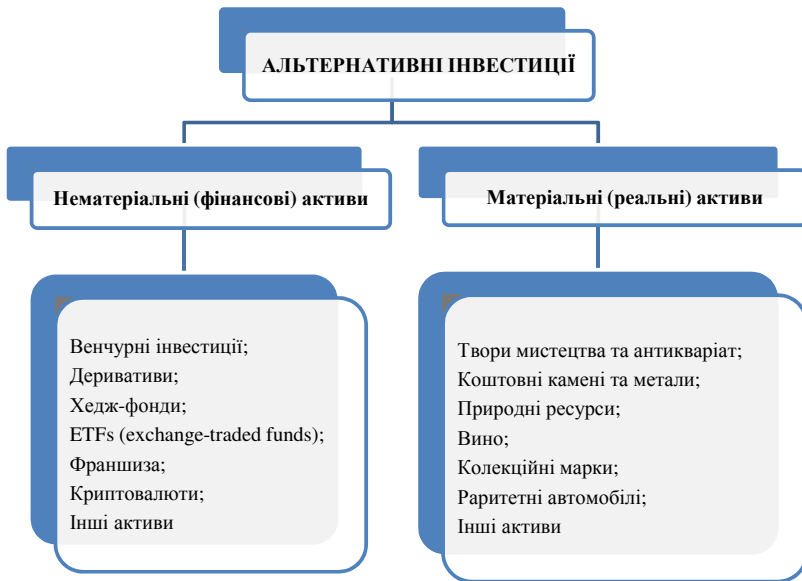 АЛЬТЕРНАТИВНІ ІНВЕСТИЦІЇ
Нематеріальні (фінансові) активи
Матеріальні (реальні) активи
Венчурні інвестиції;
Деривативи;
Хедж-фонди;
ETFs (exchange-traded funds);
Франшиза;
Криптовалюти;
Інші активи
Твори мистецтва та антикваріат;
Коштовні камені та метали;
Природні ресурси;
Вино;
Колекційні марки;
Раритетні автомобілі;
Інші активи